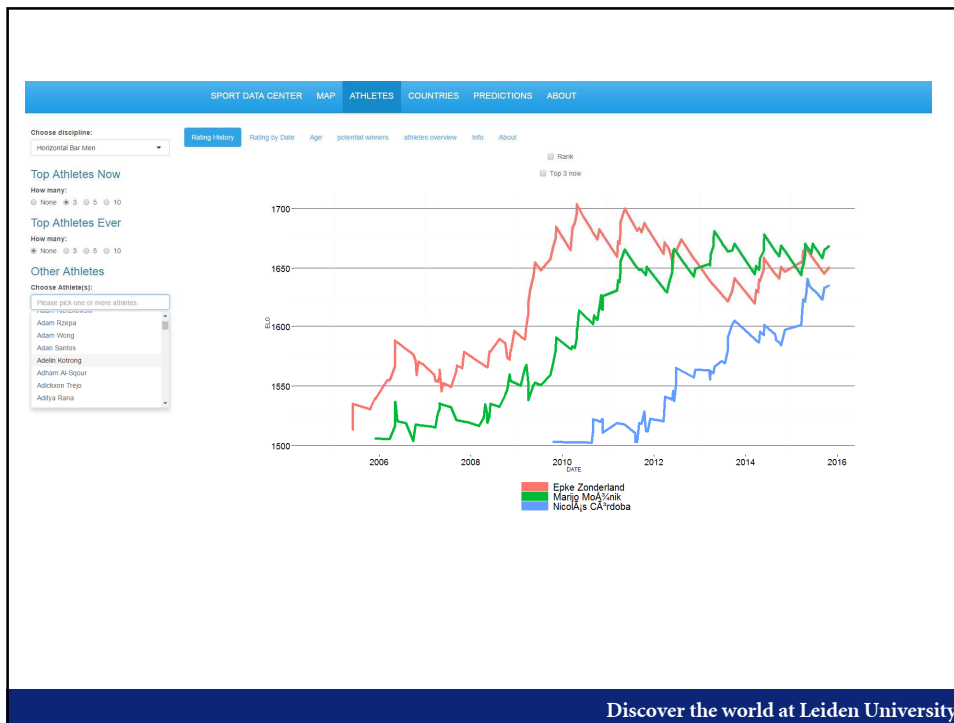 SPORT DATA CENTER MAP ATHLETES COUNTRIES PREDICTIONS ABOUT
Choose discipline:
Horizontal Bar Men
Top Athletes Now
How many:
None 3 5 10
Top Athletes Ever
How many:
None 3 5 10
Other Athletes
Choose Athlete(s):
Please pick one or more athletes
Adam Rzepa
Adam Wong
Adan Santos
Adelin Kotrong
Adham Al-Sqour
Adickxon Trejo
Aditya Rana
Rating History Rating by Date Age potential winners athletes overview Info About
Rank
Top 3 now
1700
1650
1600
1550
1500
ELO
2006 2008 2010 2012 2014 2016
DATE
Epke Zonderland
Marijo MoÅ¾nik
NicolÃ¡s CÃ³rdoba
Discover the world at Leiden University